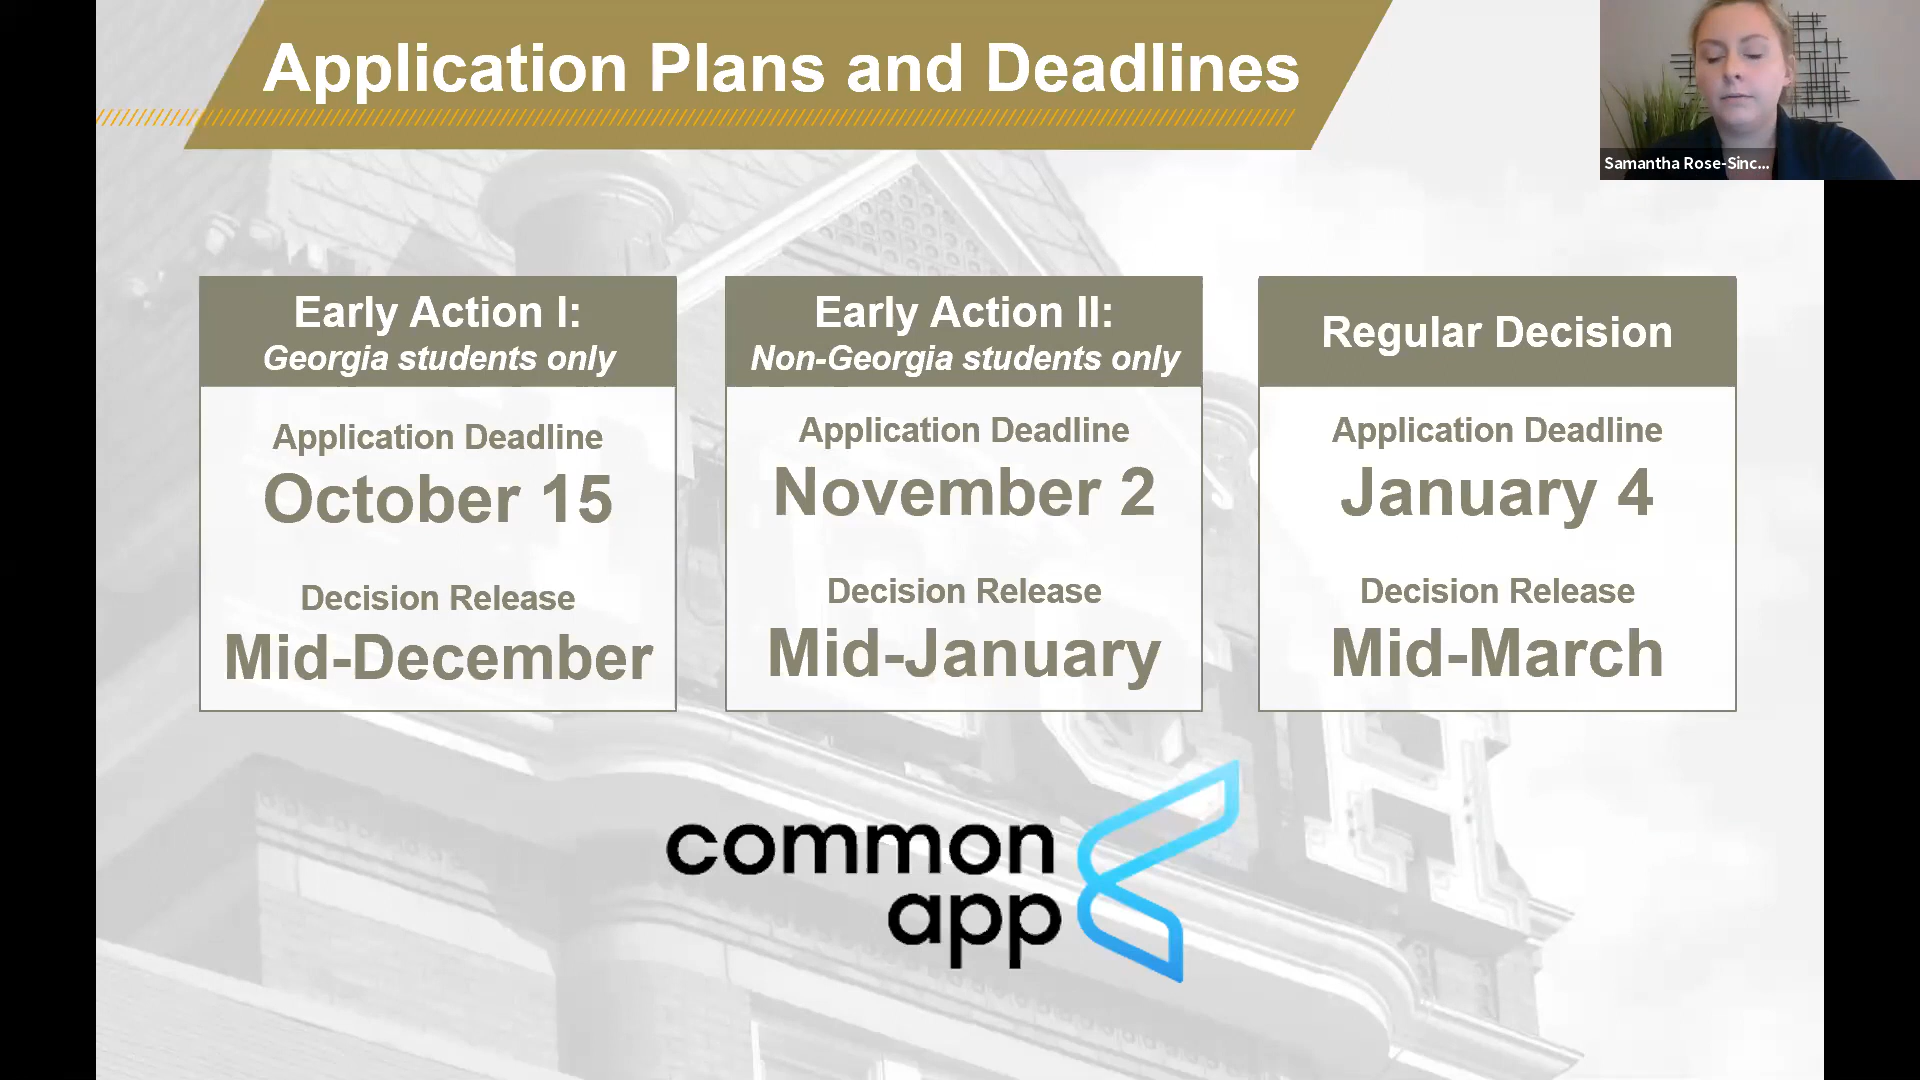 Application Plans and Deadlines
Samantha Rose-Sinc...
Early Action I:
Georgia students only
Application Deadline
October 15
Decision Release
Mid-December
Early Action II:
Non-Georgia students only
Application Deadline
November 2
Decision Release
Mid-January
Regular Decision
Application Deadline
January 4
Decision Release
Mid-March
common
app